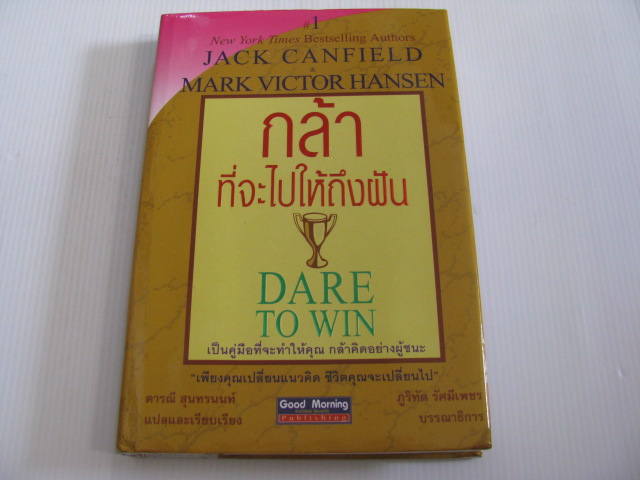 #1
New York Times Bestselling Authors
JACK CANFIELD
&
MARK VICTOR HANSEN
กล้า
ที่จะไปให้ถึงฝัน
DARE
TO WIN
เป็นคู่มือที่จะทำให้คุณ กล้าคิดอย่างผู้ชนะ
"เพียงคุณเปลี่ยนแนวคิด ชีวิตคุณจะเปลี่ยนไป"
ดารณี สุนทรนนท์
แปลและเรียบเรียง
Good Morning
Publishing
ภูริทัต รัศมีเพชร
บรรณาธิการ